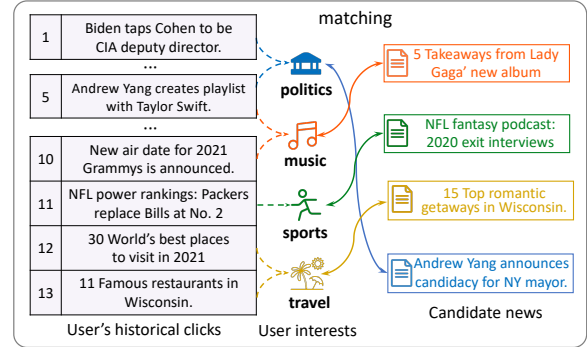 matching
1 Biden taps Cohen to be
CIA deputy director.
...
5 Andrew Yang creates playlist
with Taylor Swift.
...
10 New air date for 2021
Grammys is announced.
11 NFL power rankings: Packers
replace Bills at No. 2
12 30 World's best places
to visit in 2021
13 11 Famous restaurants in
Wisconsin.
User's historical clicks
politics
music
sports
travel
User interests
5 Takeaways from Lady
Gaga' new album
NFL fantasy podcast:
2020 exit interviews
15 Top romantic
getaways in Wisconsin.
Andrew Yang announces
candidacy for NY mayor.
Candidate news